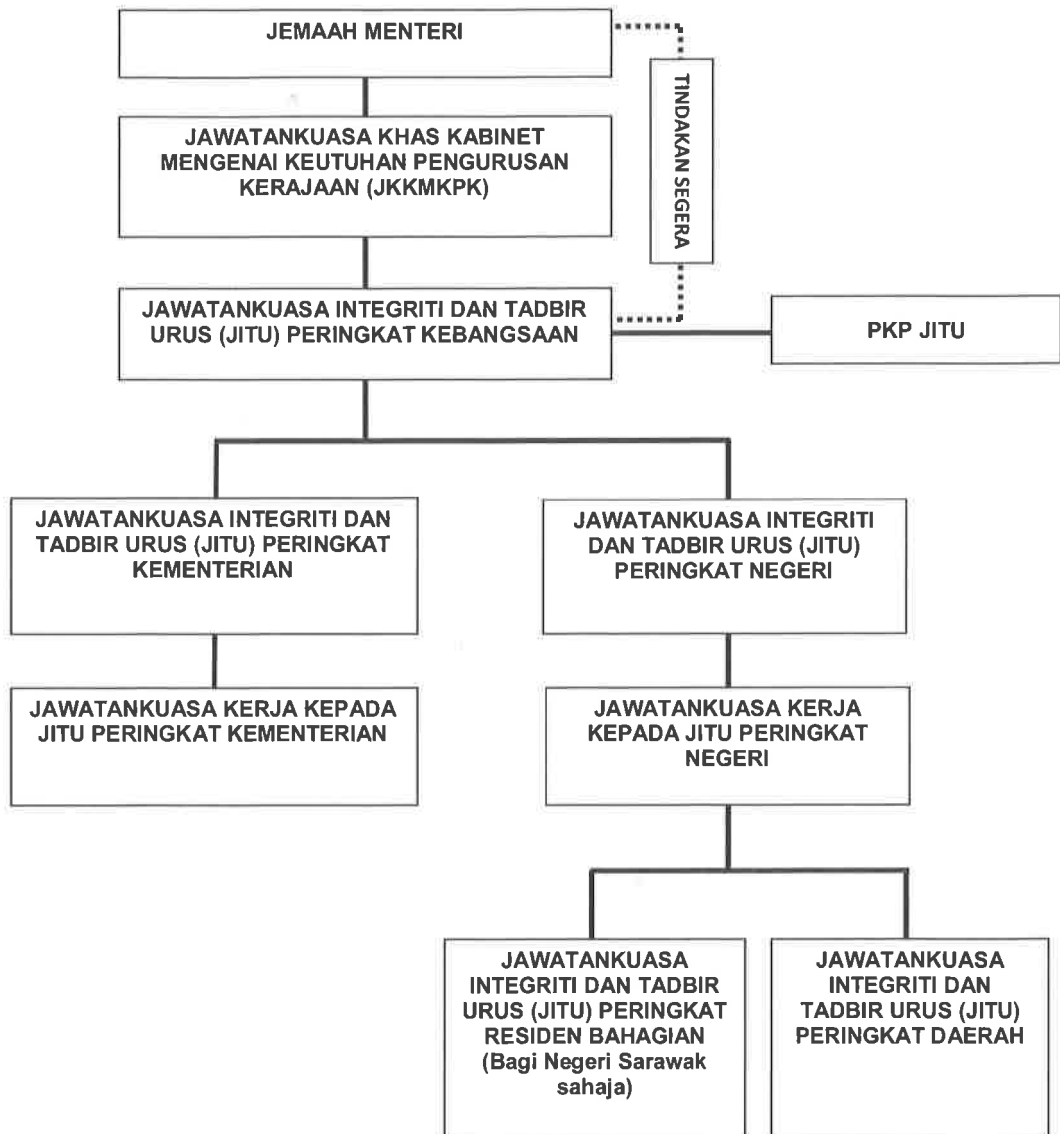 JEMAAH MENTERI
TINDAKAN SEGERA
JAWATANKUASA KHAS KABINET
MENGENAI KEUTUHAN PENGURUSAN
KERAJAAN (JKKMKPK)
JAWATANKUASA INTEGRITI DAN TADBIR
URUS (JITU) PERINGKAT KEBANGSAAN
PKP JITU
JAWATANKUASA INTEGRITI DAN
TADBIR URUS (JITU) PERINGKAT
KEMENTERIAN
JAWATANKUASA INTEGRITI
DAN TADBIR URUS (JITU)
PERINGKAT NEGERI
JAWATANKUASA KERJA KEPADA
JITU PERINGKAT KEMENTERIAN
JAWATANKUASA KERJA
KEPADA JITU PERINGKAT
NEGERI
JAWATANKUASA
INTEGRITI DAN TADBIR
URUS (JITU) PERINGKAT
RESIDEN BAHAGIAN
(Bagi Negeri Sarawak
sahaja)
JAWATANKUASA
INTEGRITI DAN
TADBIR URUS (JITU)
PERINGKAT DAERAH